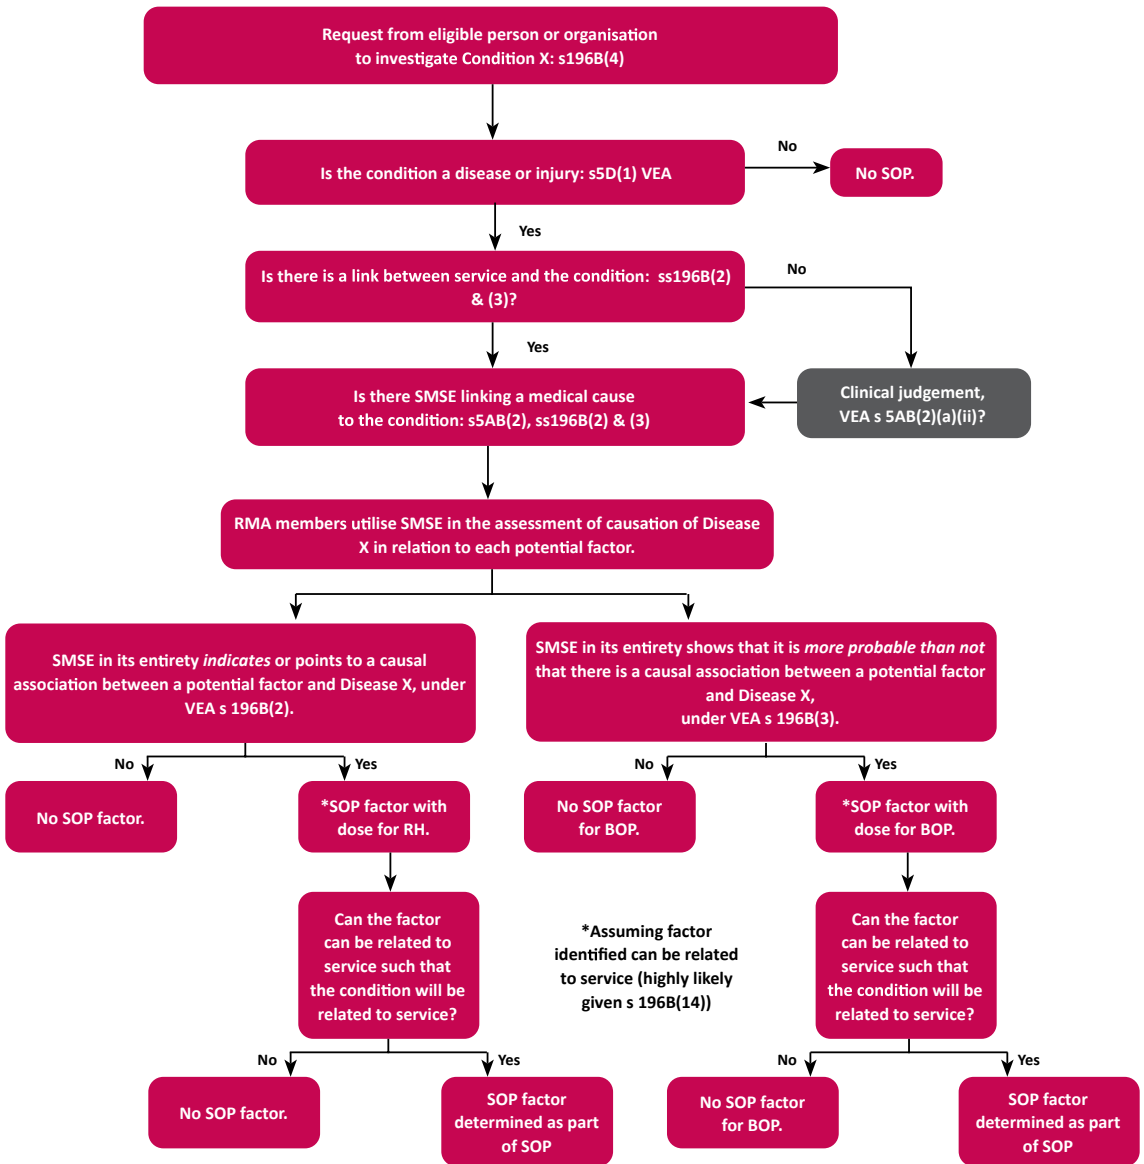 Request from eligible person or organisation
to investigate Condition X: s196B(4)
No
Is the condition a disease or injury: s5D(1) VEA
No SOP.
Yes
Is there is a link between service and the condition:  ss196B(2)
& (3)?
No
Yes
Is there SMSE linking a medical cause
to the condition: s5AB(2), ss196B(2) & (3)
Clinical judgement,
VEA s 5AB(2)(a)(ii)?
RMA members utilise SMSE in the assessment of causation of Disease
X in relation to each potential factor.
SMSE in its entirety indicates or points to a causal
association between a potential factor and Disease X, under
VEA s 196B(2).
SMSE in its entirety shows that it is more probable than not
that there is a causal association between a potential factor
and Disease X,
under VEA s 196B(3).
No
Yes
No
Yes
No SOP factor.
*SOP factor with
dose for RH.
No SOP factor
for BOP.
*SOP factor with
dose for BOP.
Can the factor
can be related to
service such that
the condition will be
related to service?
*Assuming factor
identified can be related
to service (highly likely
given s 196B(14))
Can the factor
can be related to
service such that
the condition will be
related to service?
No
Yes
No
Yes
No SOP factor.
SOP factor
determined as part
of SOP
No SOP factor
for BOP.
SOP factor
determined as part
of SOP